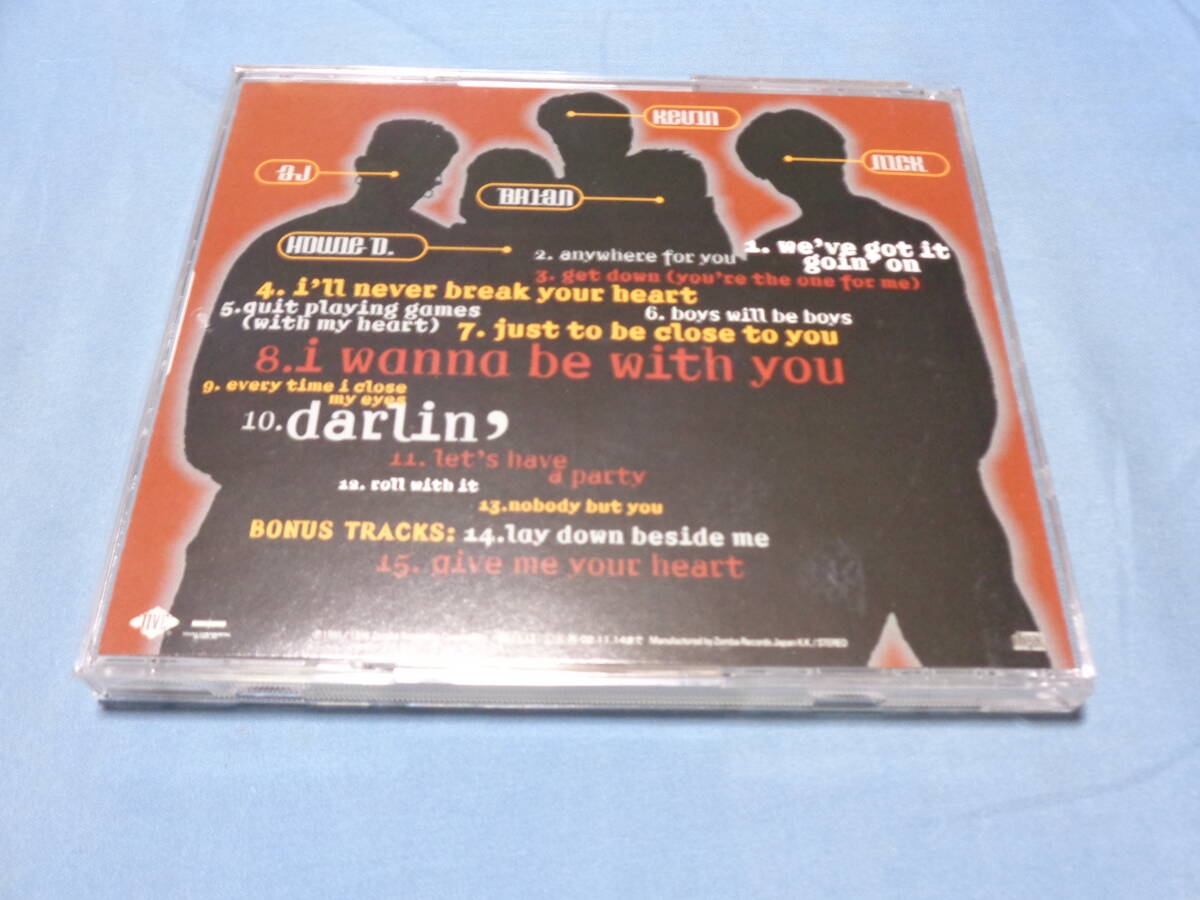 Kevin
AJ
Nick
Brian
Howie D.
1. we've got it
goin' on
2. anywhere for you
3. get down (you're the one for me)
4. i'll never break your heart
5. quit playing games
(with my heart)
6. boys will be boys
7. just to be close to you
8. i wanna be with you
9. every time i close
my eyes
10. darlin'
11. let's have
a party
12. roll with it
13. nobody but you
BONUS TRACKS: 14. lay down beside me
15. give me your heart
JIVE
Zomba Records
Manufactured by Zomba Records Japan K.K. / STEREO